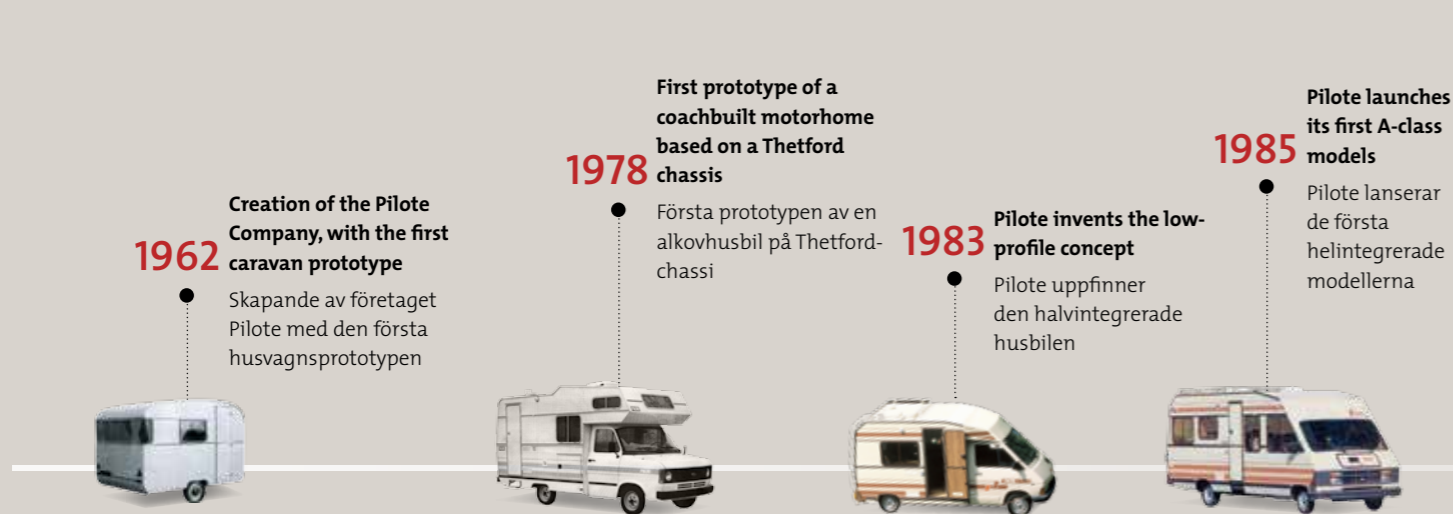 1962
Creation of the Pilote
Company, with the first
caravan prototype
Skapande av företaget
Pilote med den första
husvagnsprototypen
1978
First prototype of a
coachbuilt motorhome
based on a Thetford
chassis
Första prototypen av en
alkovhusbil på Thetford-
chassi
1983
Pilote invents the low-
profile concept
Pilote uppfinner
den halvintegrerade
husbilen
1985
Pilote launches
its first A-class
models
Pilote lanserar
de första
helintegrerade
modellerna